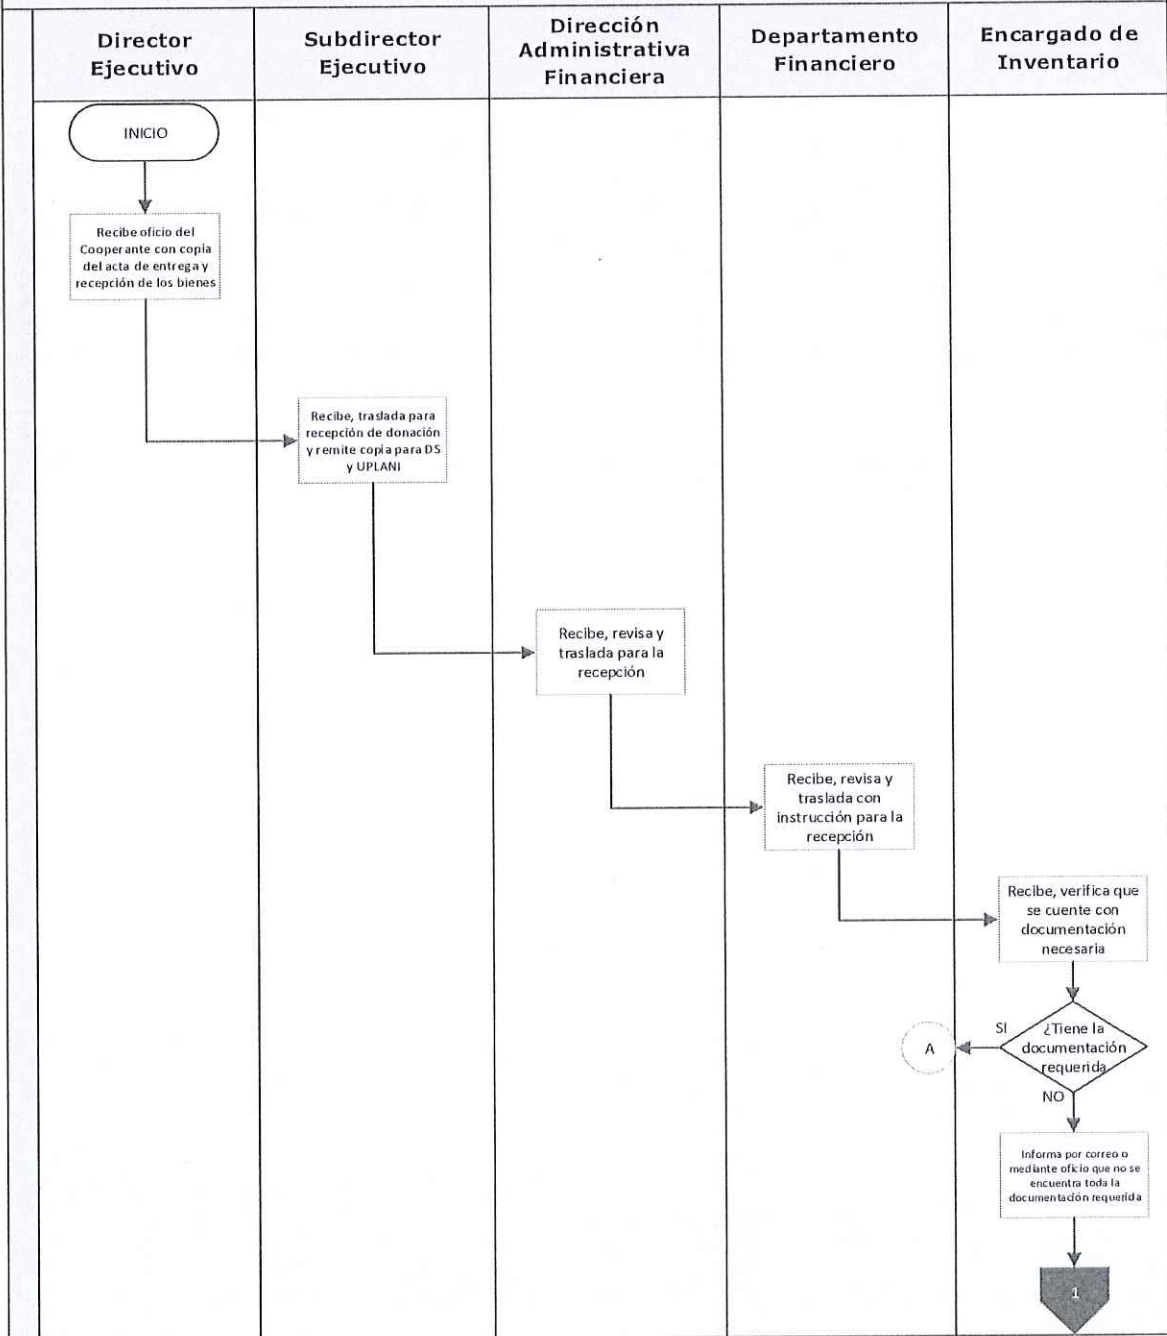 Director
Ejecutivo
Subdirector
Ejecutivo
Dirección
Administrativa
Financiera
Departamento
Financiero
Encargado de
Inventario
INICIO
Recibe oficio del
Cooperante con copia
del acta de entrega y
recepción de los bienes
Recibe, traslada para
recepción de donación
y remite copia para DS
y UPLANI
Recibe, revisa y
traslada para la
recepción
Recibe, revisa y
traslada con
instrucción para la
recepción
Recibe, verifica que
se cuente con
documentación
necesaria
¿Tiene la
documentación
requerida
SI
A
NO
Informa por correo o
mediante oficio que no se
encuentra toda la
documentación requerida
1